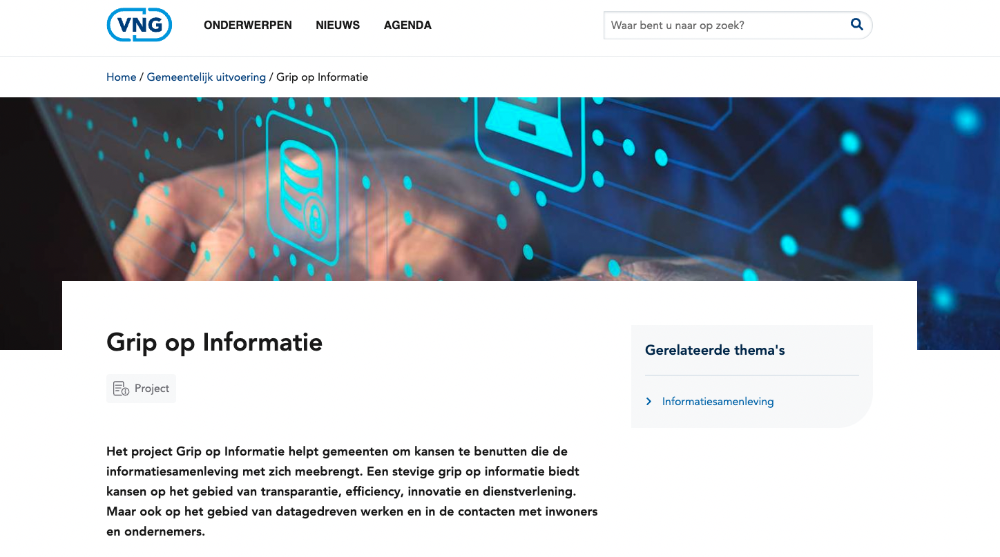 VNG
ONDERWERPEN NIEUWS AGENDA
Waar bent u naar op zoek?
Home / Gemeentelijk uitvoering / Grip op Informatie
Grip op Informatie
Project
Het project Grip op Informatie helpt gemeenten om kansen te benutten die de
informatiesamenleving met zich meebrengt. Een stevige grip op informatie biedt
kansen op het gebied van transparantie, efficiency, innovatie en dienstverlening.
Maar ook op het gebied van datagedreven werken en in de contacten met inwoners
en ondernemers.
Gerelateerde thema's
Informatiesamenleving